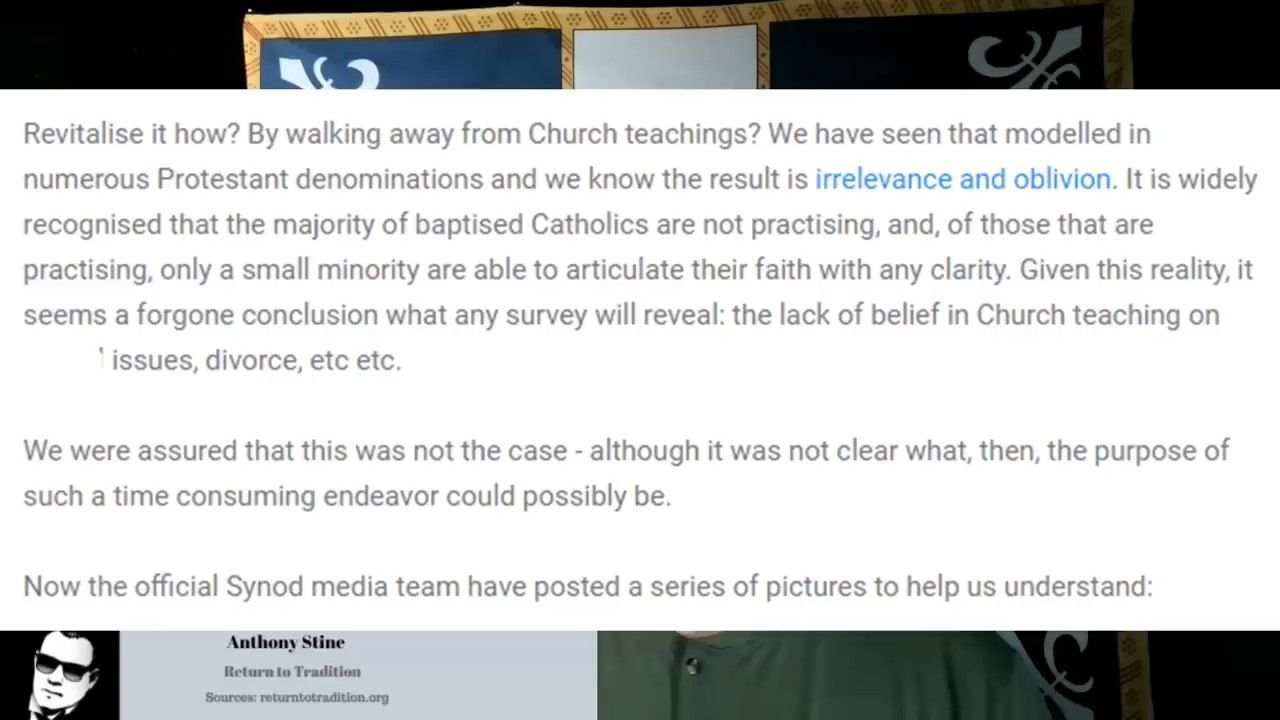 Revitalise it how? By walking away from Church teachings? We have seen that modelled in
numerous Protestant denominations and we know the result is irrelevance and oblivion. It is widely
recognised that the majority of baptised Catholics are not practising, and, of those that are
practising, only a small minority are able to articulate their faith with any clarity. Given this reality, it
seems a forgone conclusion what any survey will reveal: the lack of belief in Church teaching on
issues, divorce, etc etc.
We were assured that this was not the case - although it was not clear what, then, the purpose of
such a time consuming endeavor could possibly be.
Now the official Synod media team have posted a series of pictures to help us understand:
Anthony Stine
Return to Tradition
Sources: returntotradition.org